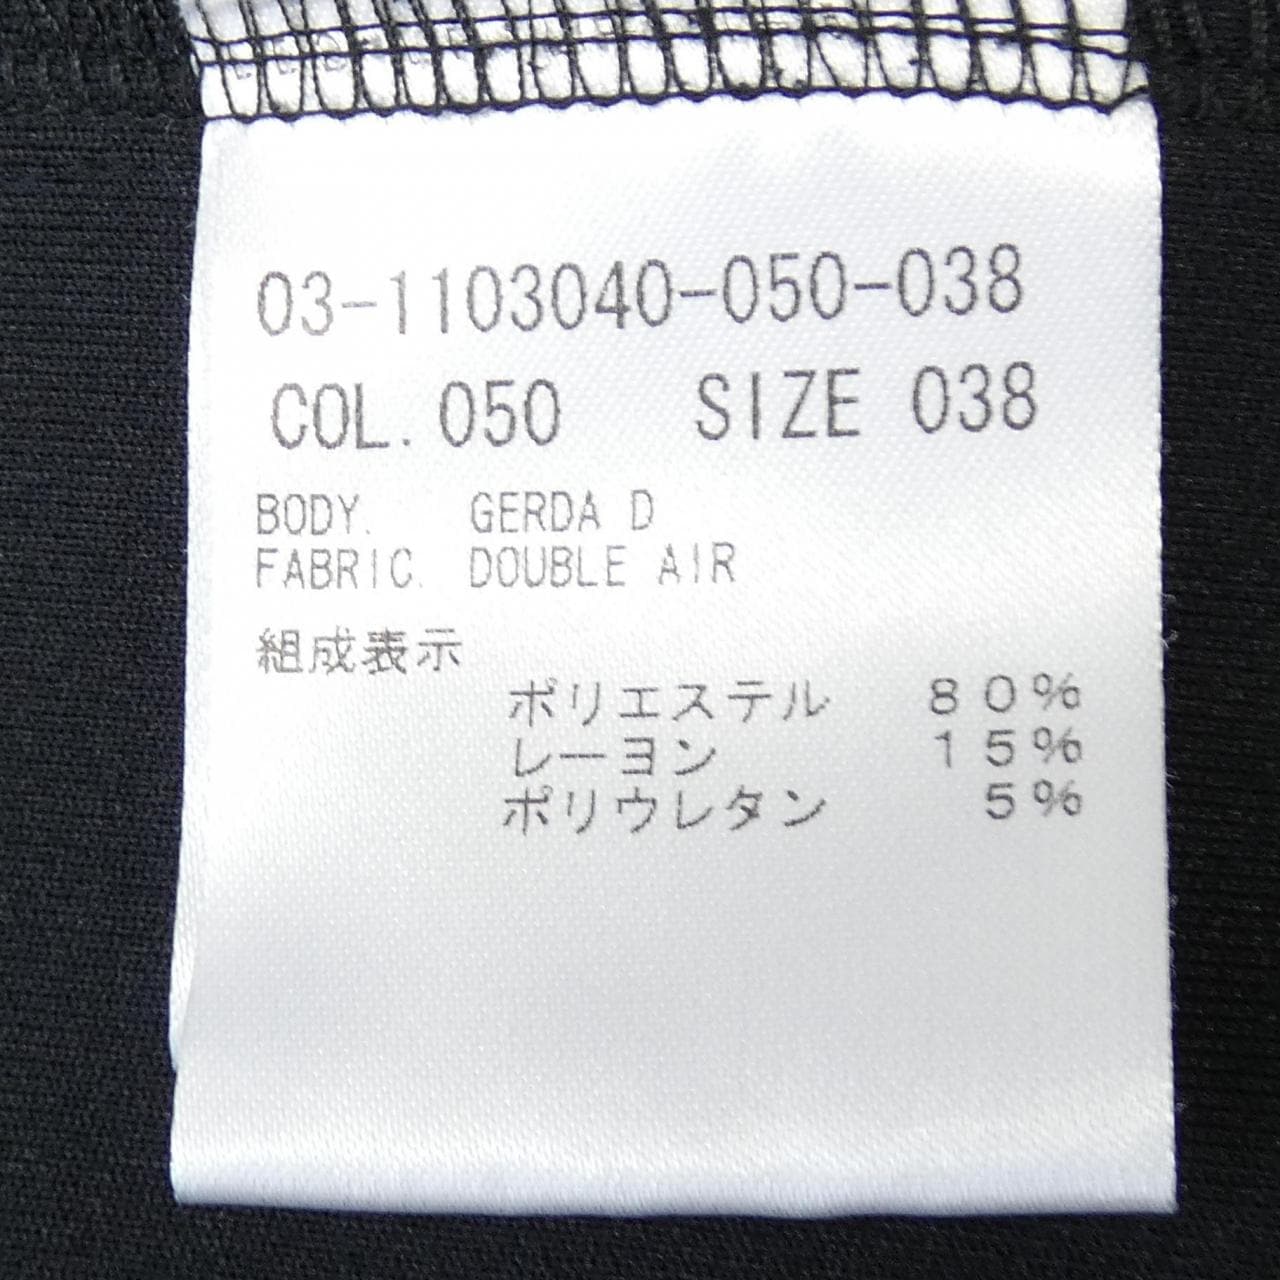 03-1103040-050-038
COL.050 SIZE 038
BODY. GERDA D
FABRIC. DOUBLE AIR
組成表示
ポリエステル 80%
レーヨン 15%
ポリウレタン 5%